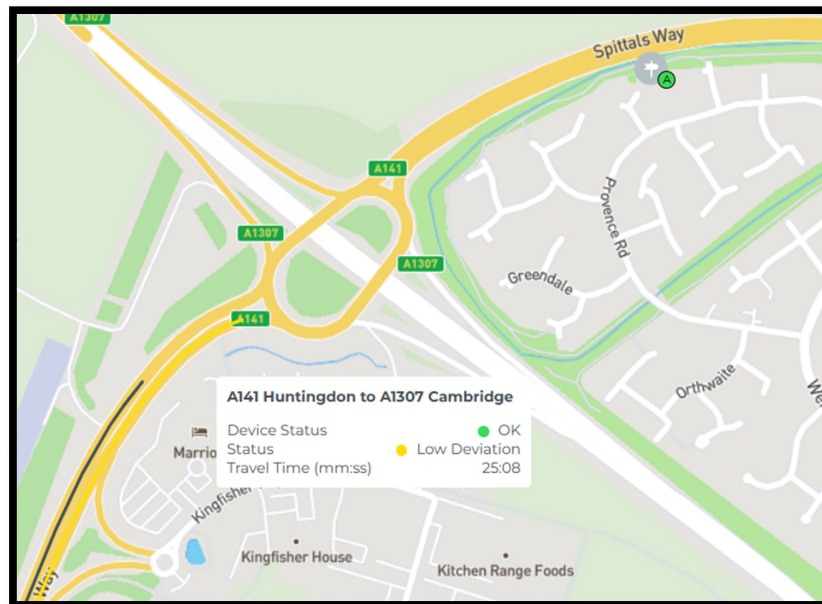 A1307
Spittals Way
A
A141
Provence Rd
A1307
A1307
Greendale
A141
Orthwaite
A141 Huntingdon to A1307 Cambridge
Device Status OK
Status Low Deviation
Travel Time (mm:ss) 25:08
Marrio
Kingfisher
Kingfisher House
Kitchen Range Foods
Way